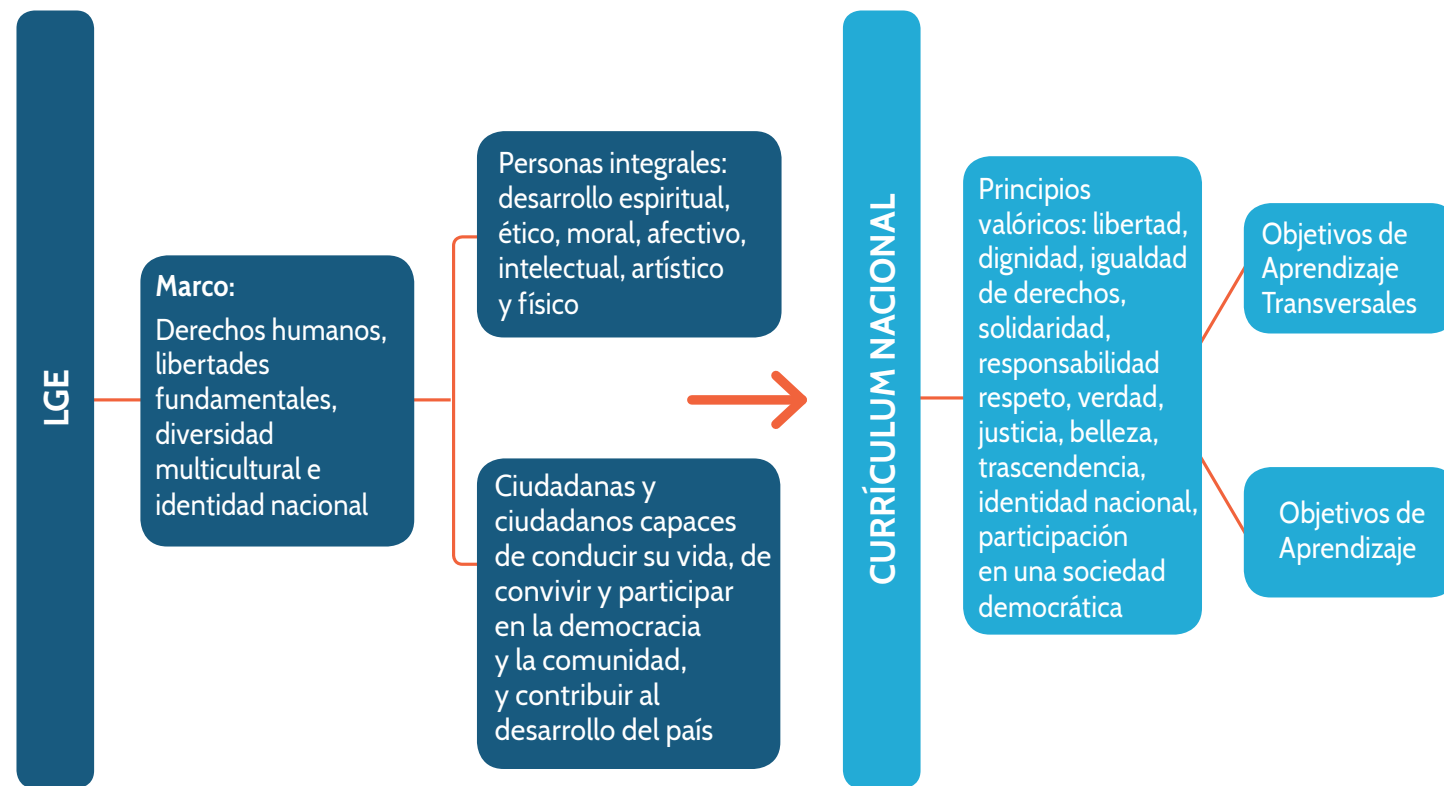 LGE
Marco:
Derechos humanos,
libertades
fundamentales,
diversidad
multicultural e
identidad nacional
Personas integrales:
desarrollo espiritual,
ético, moral, afectivo,
intelectual, artístico
y físico
Ciudadanas y
ciudadanos capaces
de conducir su vida, de
convivir y participar
en la democracia
y la comunidad,
y contribuir al
desarrollo del país
CURRÍCULUM NACIONAL
Principios
valóricos: libertad,
dignidad, igualdad
de derechos,
solidaridad,
responsabilidad
respeto, verdad,
justicia, belleza,
trascendencia,
identidad nacional,
participación
en una sociedad
democrática
Objetivos de
Aprendizaje
Transversales
Objetivos de
Aprendizaje